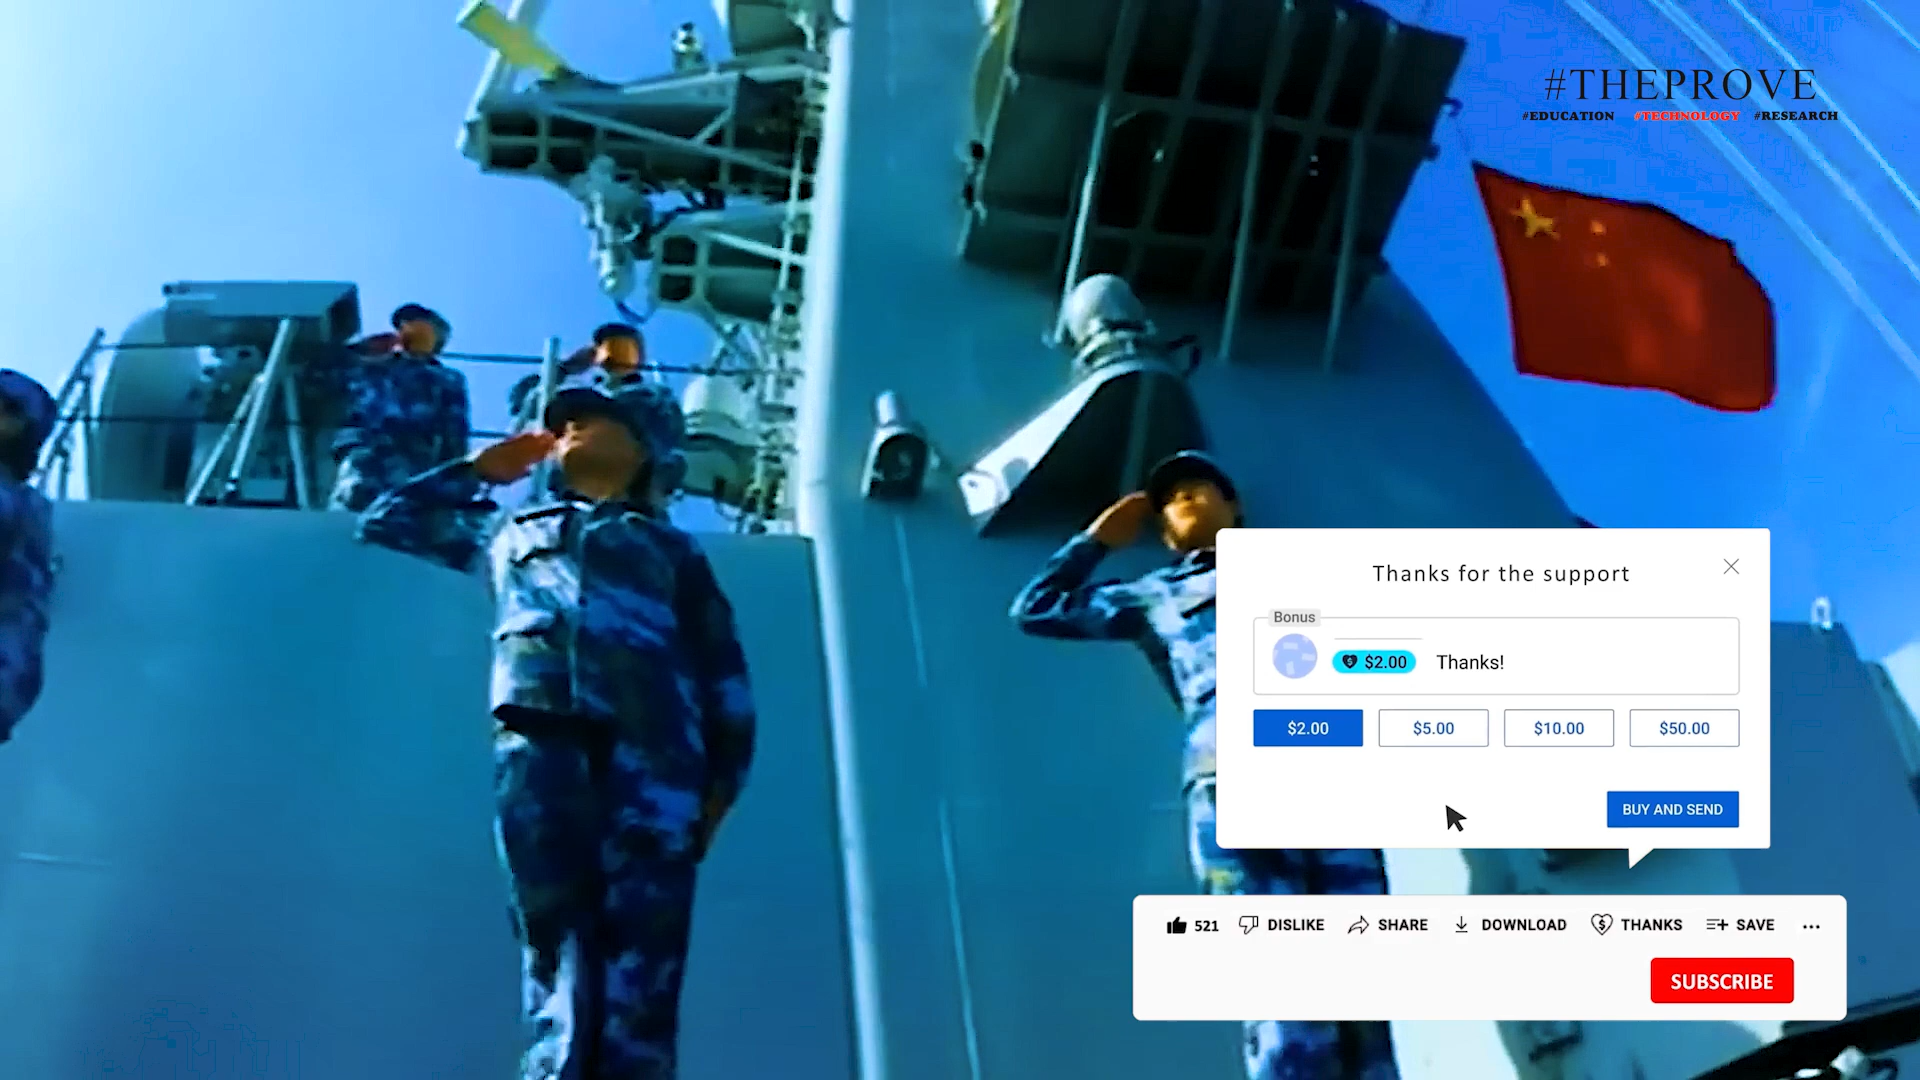 #THEPROVE
#EDUCATION #TECHNOLOGY #RESEARCH
Thanks for the support
Bonus
$2.00 Thanks!
$2.00 $5.00 $10.00 $50.00
BUY AND SEND
521 DISLIKE SHARE DOWNLOAD THANKS SAVE
SUBSCRIBE